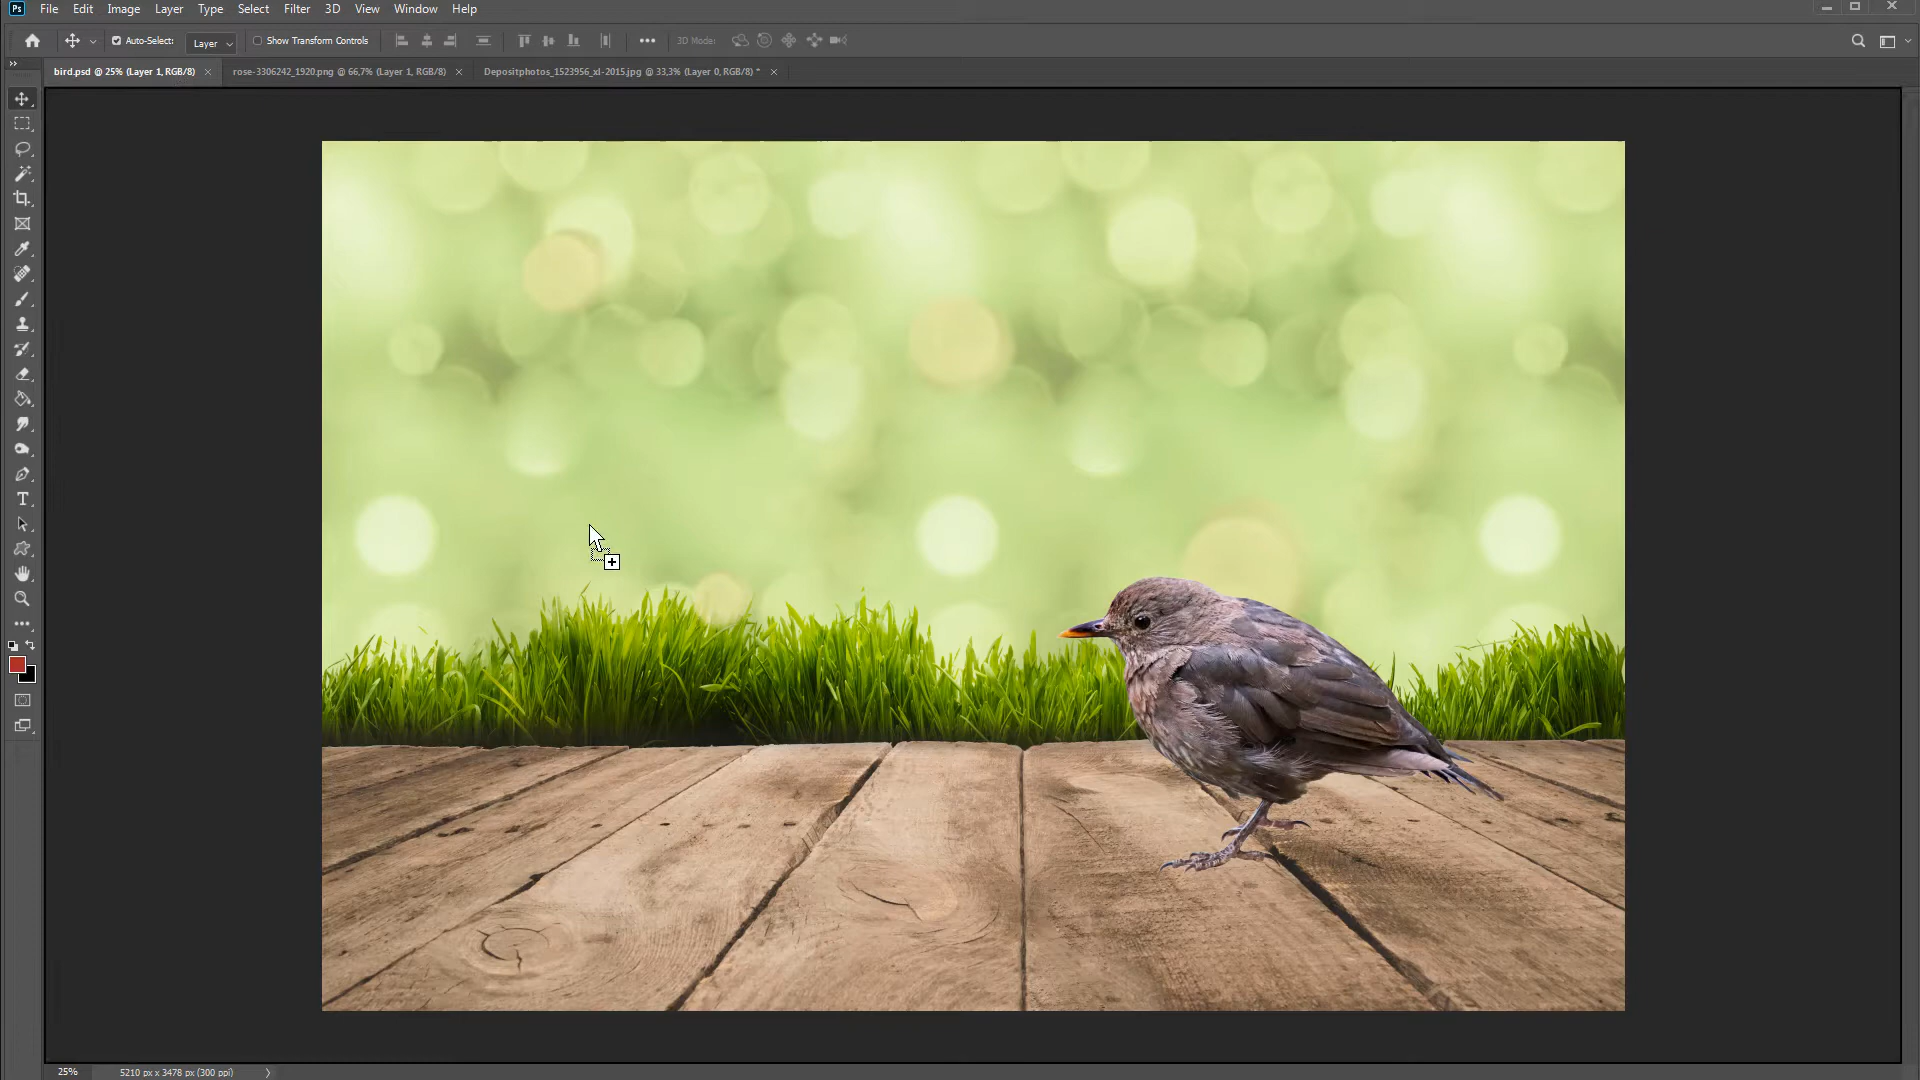 Ps File Edit Image Layer Type Select Filter 3D View Window Help
Auto-Select: Layer Show Transform Controls 3D Mode:
bird.psd @ 25% (Layer 1, RGB/8) rose-3306242_1920.png @ 66,7% (Layer 1, RGB/8) Depositphotos_1523956_xl-2015.jpg @ 33,3% (Layer 0, RGB/8) *
T
25% 5210 px x 3478 px (300 ppi)